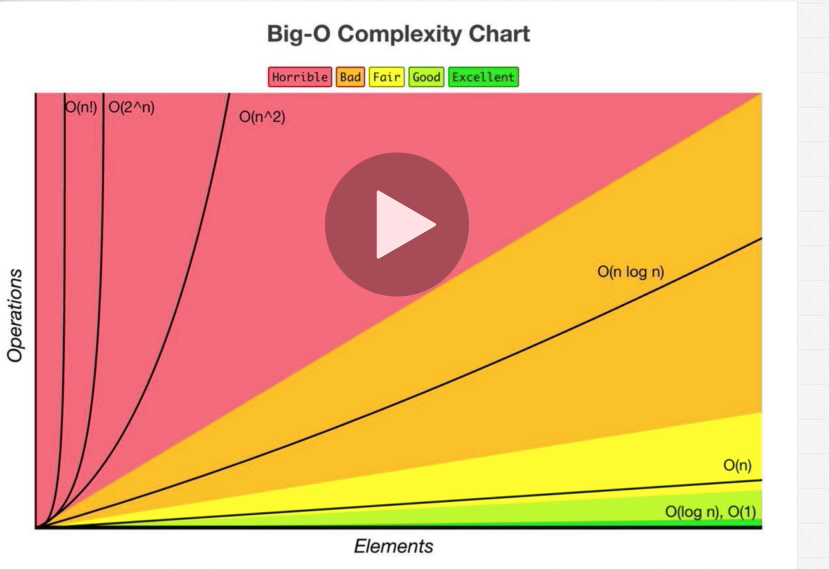 Big-O Complexity Chart
Horrible Bad Fair Good Excellent
O(n!) O(2^n)
O(n^2)
O(n log n)
O(n)
O(log n), O(1)
Operations
Elements